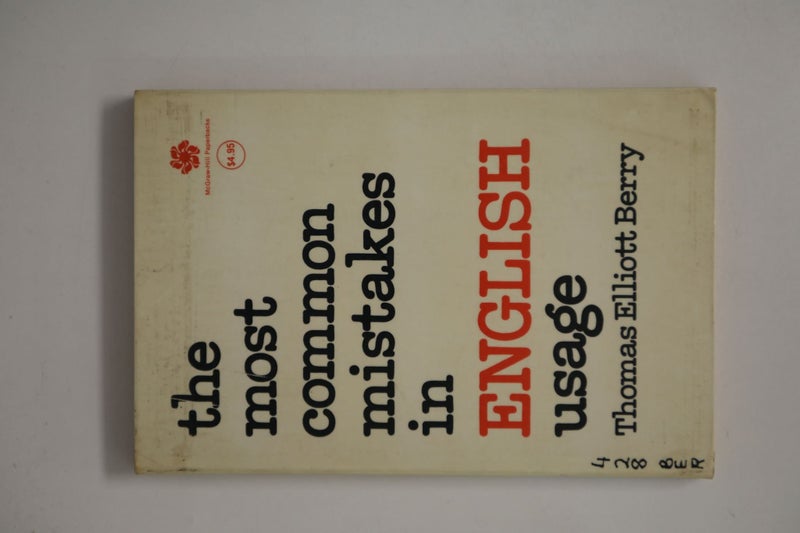 McGraw-Hill Paperbacks
$4.95
the
most
common
mistakes
in
ENGLISH
usage
Thomas Elliott Berry
428
BER